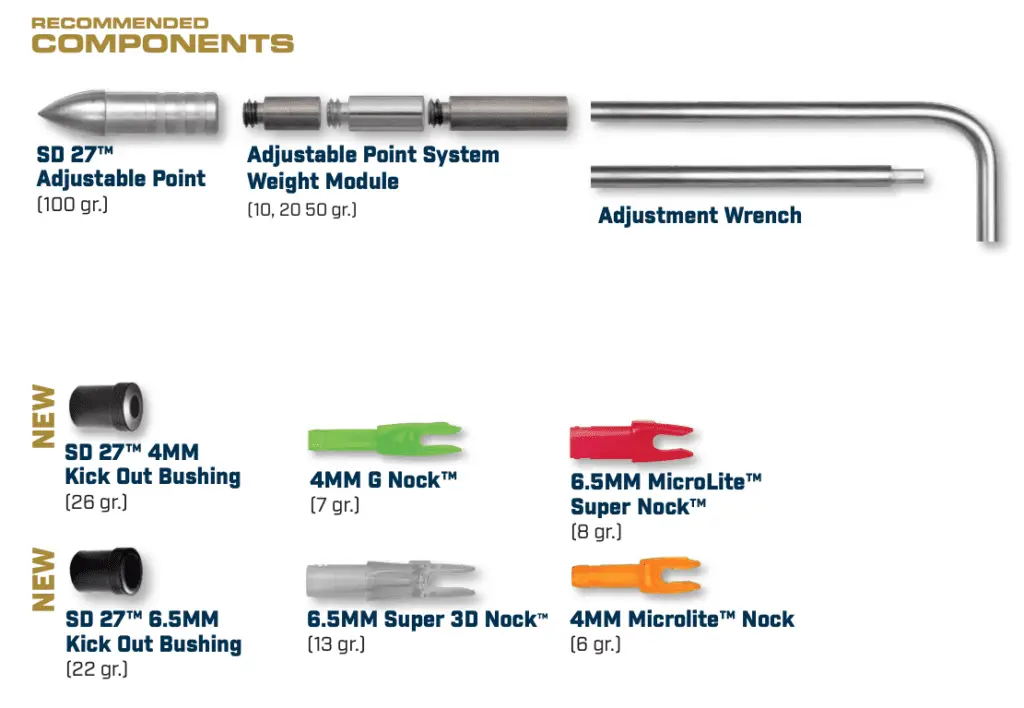 RECOMMENDED
COMPONENTS
SD 27™
Adjustable Point
(100 gr.)
Adjustable Point System
Weight Module
(10, 20 50 gr.)
Adjustment Wrench
NEW
SD 27™ 4MM
Kick Out Bushing
(26 gr.)
4MM G Nock™
(7 gr.)
6.5MM MicroLite™
Super Nock™
(8 gr.)
NEW
SD 27™ 6.5MM
Kick Out Bushing
(22 gr.)
6.5MM Super 3D Nock™
(13 gr.)
4MM Microlite™ Nock
(6 gr.)